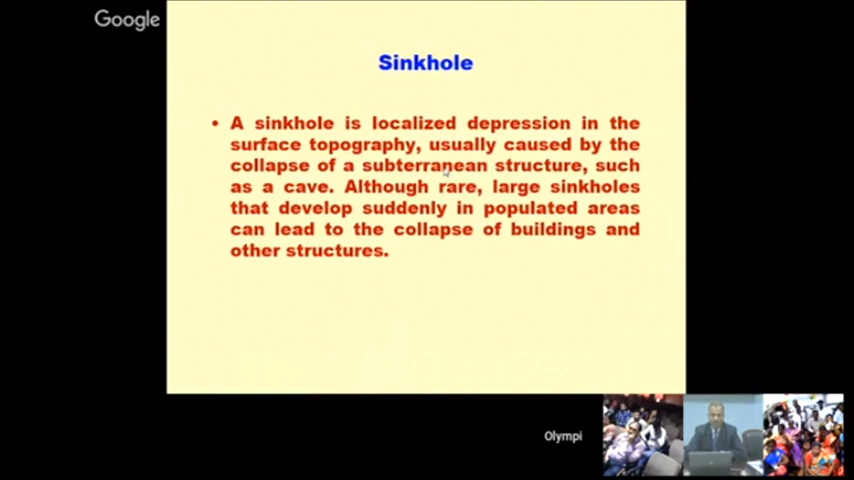 Google
Sinkhole
• A sinkhole is localized depression in the
surface topography, usually caused by the
collapse of a subterranean structure, such
as a cave. Although rare, large sinkholes
that develop suddenly in populated areas
can lead to the collapse of buildings and
other structures.
Olympi